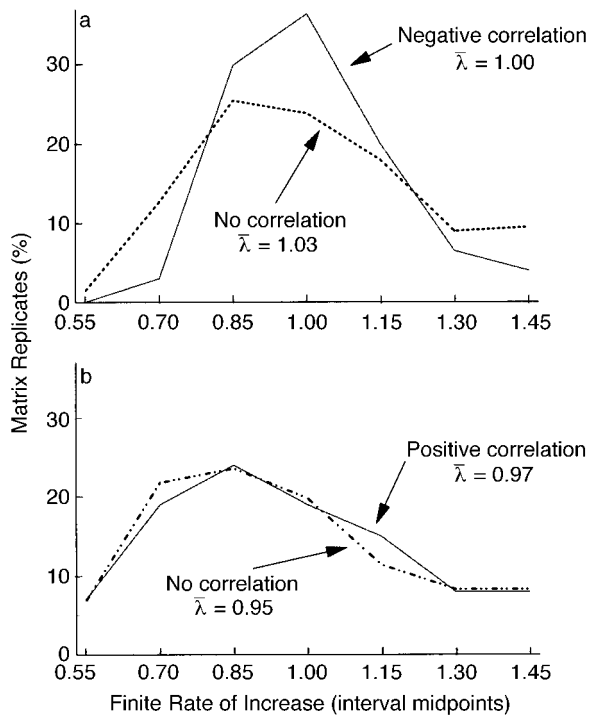 a
Negative correlation
λ̅ = 1.00
30
20
No correlation
λ̅ = 1.03
10
0
0.55 0.70 0.85 1.00 1.15 1.30 1.45
Matrix Replicates (%)
b
30
Positive correlation
λ̅ = 0.97
20
10
No correlation
λ̅ = 0.95
0
0.55 0.70 0.85 1.00 1.15 1.30 1.45
Finite Rate of Increase (interval midpoints)